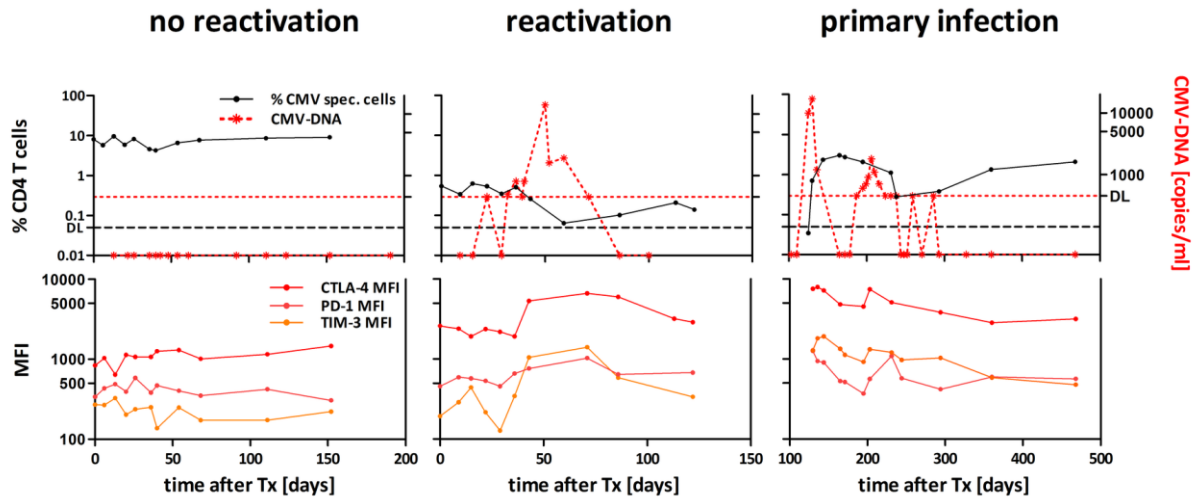 no reactivation
reactivation
primary infection
% CD4 T cells
100
10
1
0.1
DL
0.01
% CMV spec. cells
CMV-DNA
10000
5000
1000
DL
CMV-DNA [copies/ml]
MFI
10000
5000
1000
500
100
CTLA-4 MFI
PD-1 MFI
TIM-3 MFI
0 50 100 150 200
0 50 100 150
100 200 300 400 500
time after Tx [days]
time after Tx [days]
time after Tx [days]